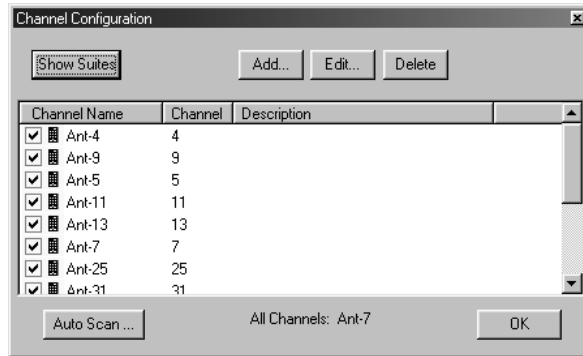 Channel Configuration
Show Suites Add... Edit... Delete
Channel Name Channel Description
Ant-4 4
Ant-9 9
Ant-5 5
Ant-11 11
Ant-13 13
Ant-7 7
Ant-25 25
Ant-31 31
Auto Scan ... All Channels: Ant-7 OK